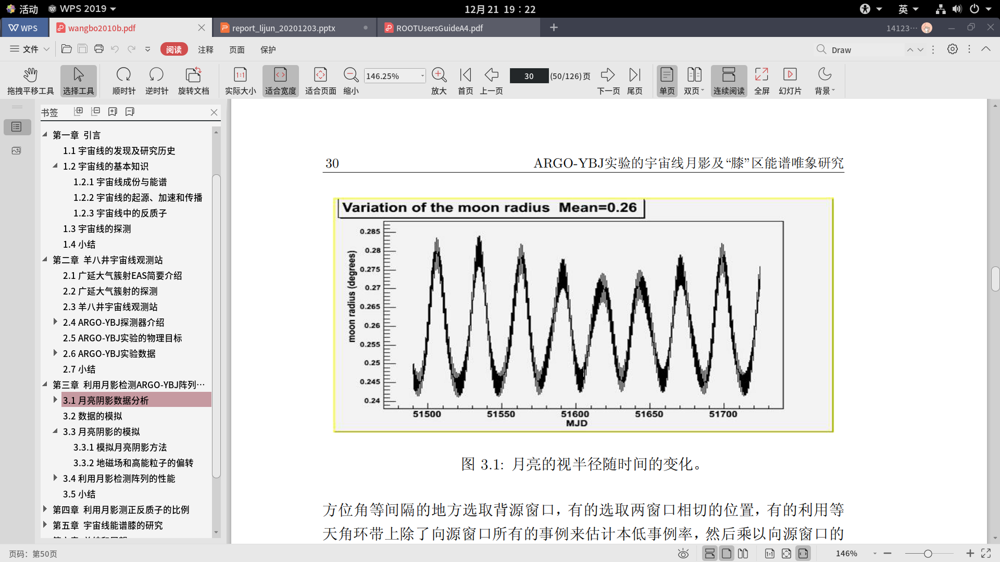 活动 WPS 2019 12月21 19：22 英
WPS wangbo2010b.pdf report_lijun_20201203.pptx ROOTUsersGuideA4.pdf 14123···
文件 阅读 注释 页面 保护 Draw
146.25% 30 (50/126)页
拖拽平移工具 选择工具 顺时针 逆时针 旋转文档 实际大小 适合宽度 适合页面 缩小 放大 首页 上一页 下一页 尾页 单页 双页 连续阅读 全屏 幻灯片 背景
书签
第一章 引言
1.1 宇宙线的发现及研究历史
1.2 宇宙线的基本知识
1.2.1 宇宙线成份与能谱
1.2.2 宇宙线的起源、加速和传播
1.2.3 宇宙线中的反质子
1.3 宇宙线的探测
1.4 小结
第二章 羊八井宇宙线观测站
2.1 广延大气簇射EAS简要介绍
2.2 广延大气簇射的探测
2.3 羊八井宇宙线观测站
2.4 ARGO-YBJ探测器介绍
2.5 ARGO-YBJ实验的物理目标
2.6 ARGO-YBJ实验数据
2.7 小结
第三章 利用月影检测ARGO-YBJ阵列···
3.1 月亮阴影数据分析
3.2 数据的模拟
3.3 月亮阴影的模拟
3.3.1 模拟月亮阴影方法
3.3.2 地磁场和高能粒子的偏转
3.4 利用月影检测阵列的性能
3.5 小结
第四章 利用月影测正反质子的比例
第五章 宇宙线能谱膝的研究
30 ARGO-YBJ实验的宇宙线月影及“膝”区能谱唯象研究
Variation of the moon radius Mean=0.26
moon radius (degrees)
0.285
0.28
0.275
0.27
0.265
0.26
0.255
0.25
0.245
0.24
51500 51550 51600 51650 51700
MJD
图 3.1: 月亮的视半径随时间的变化。
方位角等间隔的地方选取背源窗口，有的选取两窗口相切的位置，有的利用等
天角环带上除了向源窗口所有的事例来估计本低事例率，然后乘以向源窗口的
页码：第50页 146%